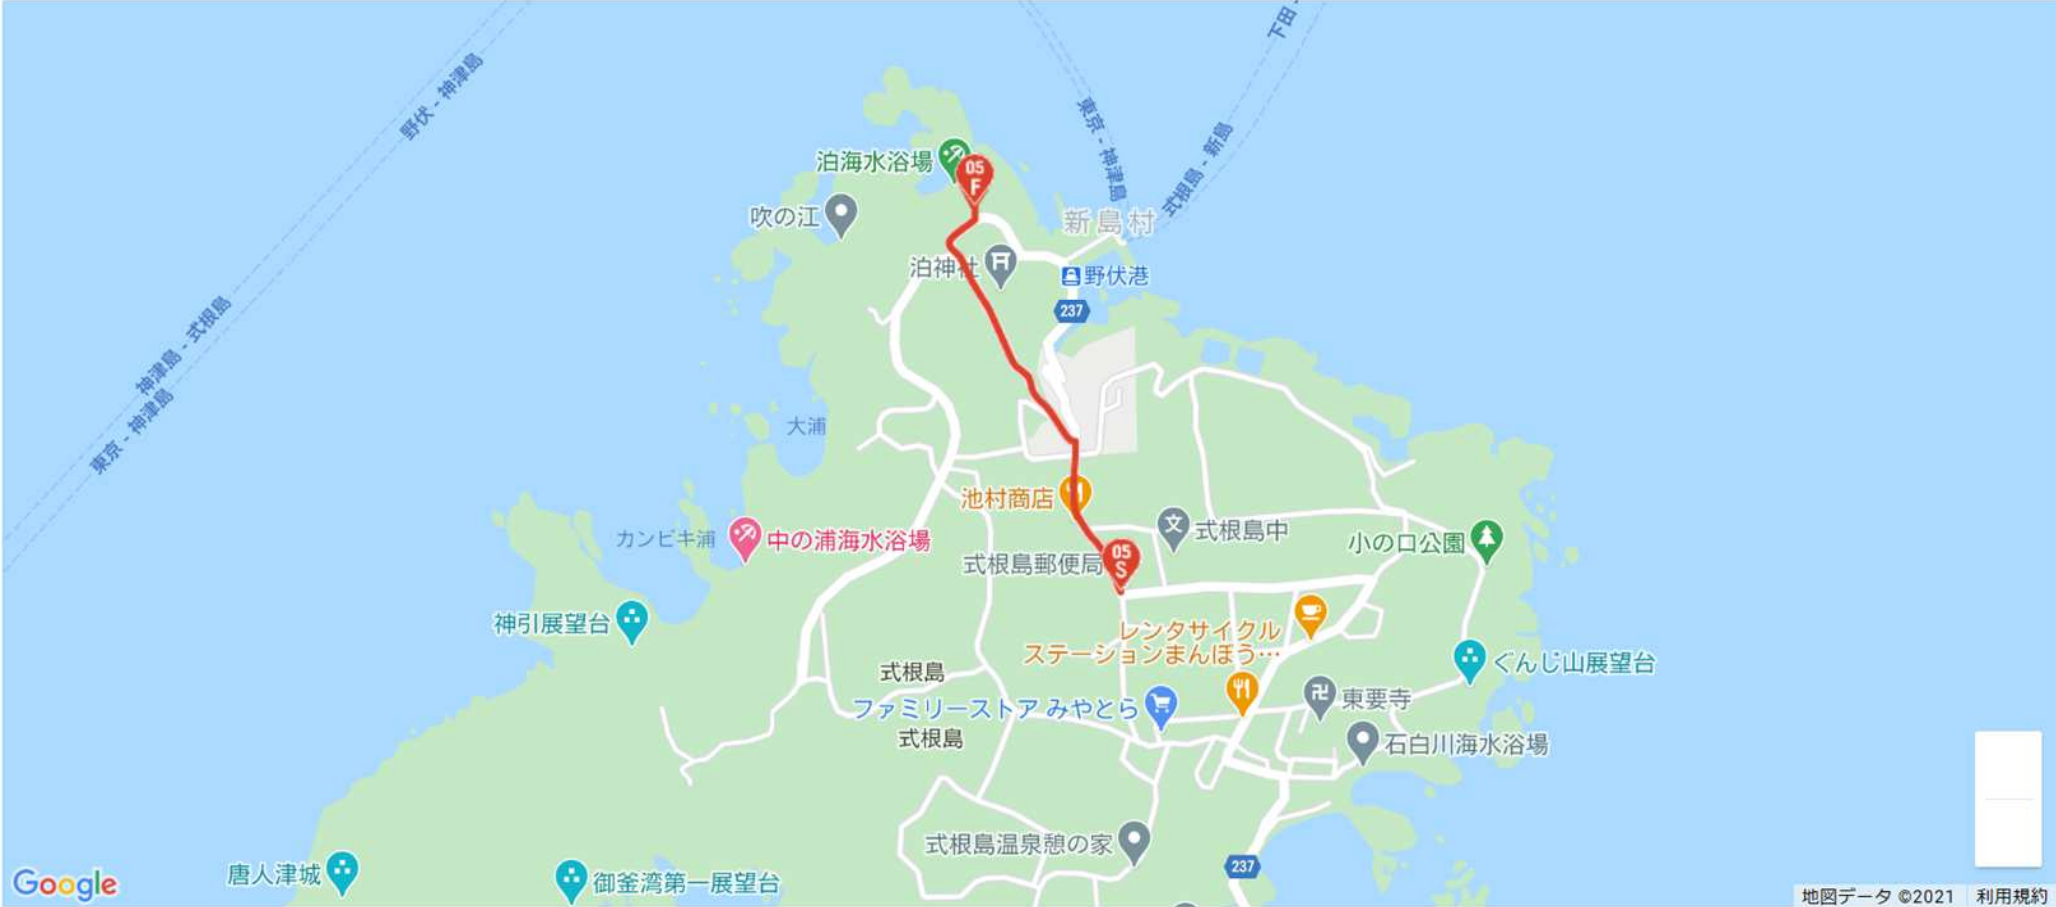 下田
野伏 - 神津島
東京 - 神津島
式根島 - 新島
泊海水浴場
05
F
吹の江
新島村
泊神社
野伏港
237
神津島 - 式根島
東京 - 神津島
大浦
池村商店
式根島中
カンビキ浦
中の浦海水浴場
式根島郵便局
05
S
小の口公園
神引展望台
レンタサイクル
ステーションまんぼう…
ぐんじ山展望台
式根島
ファミリーストア みやとら
東要寺
式根島
石白川海水浴場
式根島温泉憩の家
237
唐人津城
御釜湾第一展望台
Google
地図データ ©2021 利用規約